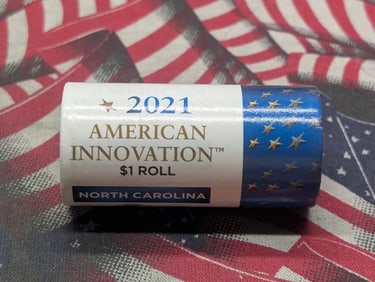 ★ 2021
AMERICAN
INNOVATION™
$1 ROLL
NORTH CAROLINA